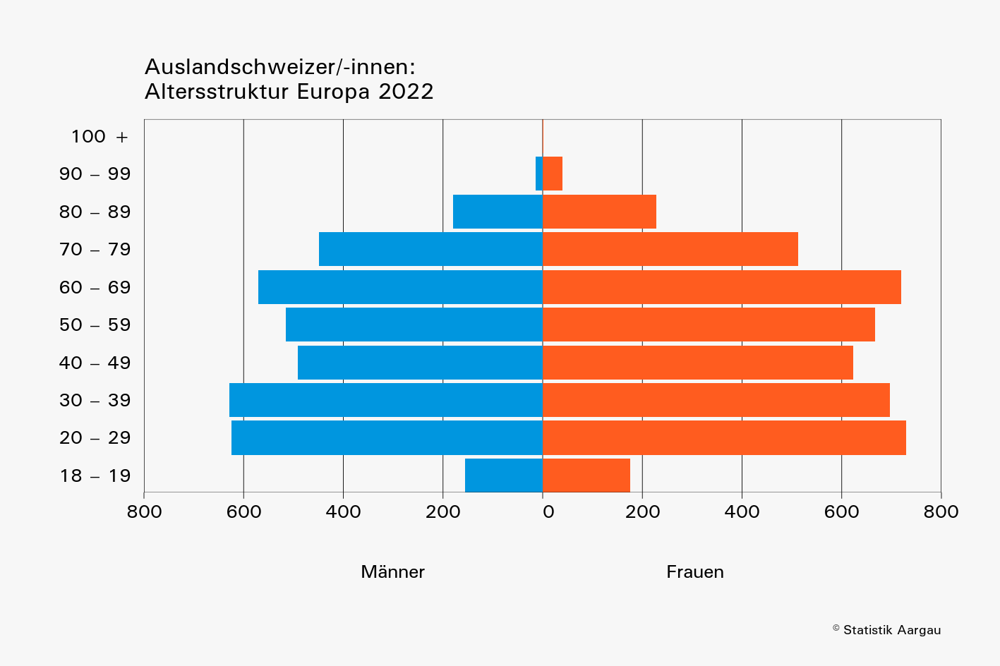 Auslandschweizer/-innen:
Altersstruktur Europa 2022
100 +
90 – 99
80 – 89
70 – 79
60 – 69
50 – 59
40 – 49
30 – 39
20 – 29
18 – 19
800 600 400 200 0 200 400 600 800
Männer Frauen
© Statistik Aargau